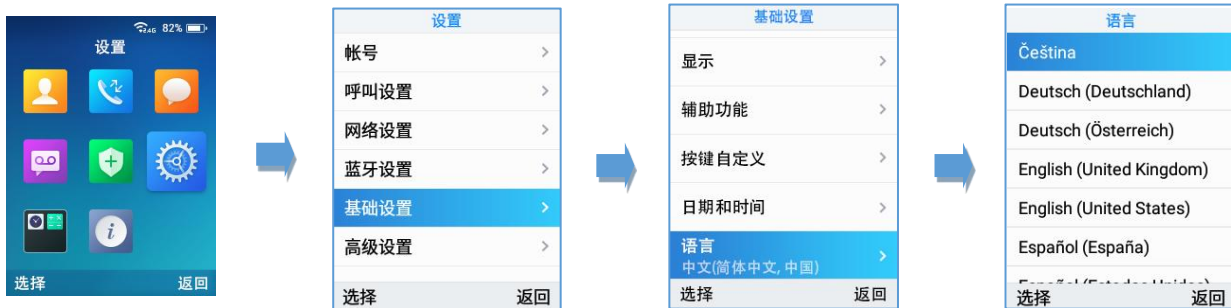 2.4G 82%
设置
选择 返回
设置
帐号
呼叫设置
网络设置
蓝牙设置
基础设置
高级设置
选择 返回
基础设置
显示
辅助功能
按键自定义
日期和时间
语言
中文(简体中文, 中国)
选择 返回
语言
Čeština
Deutsch (Deutschland)
Deutsch (Österreich)
English (United Kingdom)
English (United States)
Español (España)
选择 返回